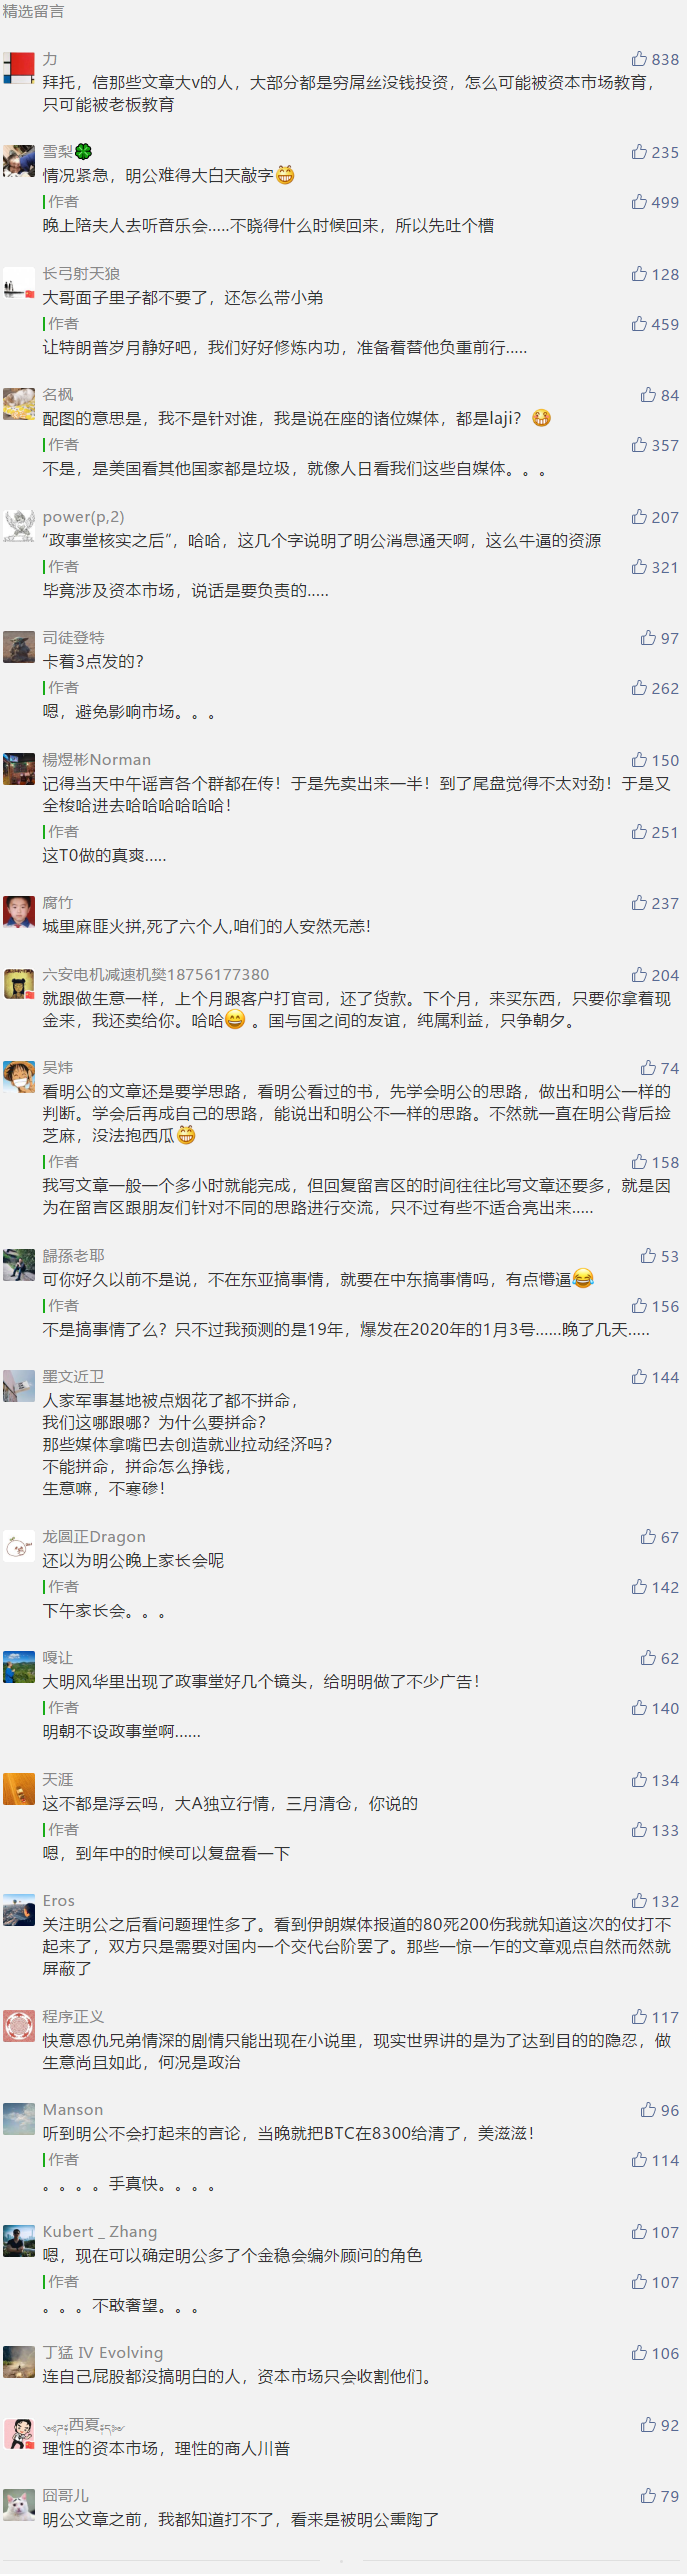 精选留言
力 838
拜托，信那些文章大v的人，大部分都是穷屌丝没钱投资，怎么可能被资本市场教育，
只可能被老板教育
雪梨🍀 235
情况紧急，明公难得大白天敲字😁
作者 499
晚上陪夫人去听音乐会.....不晓得什么时候回来，所以先吐个槽
长弓射天狼 128
大哥面子里子都不要了，还怎么带小弟
作者 459
让特朗普岁月静好吧，我们好好修炼内功，准备着替他负重前行.....
名枫 84
配图的意思是，我不是针对谁，我是说在座的诸位媒体，都是laji？😆
作者 357
不是，是美国看其他国家都是垃圾，就像人日看我们这些自媒体。。。
power(p,2) 207
“政事堂核实之后”，哈哈，这几个字说明了明公消息通天啊，这么牛逼的资源
作者 321
毕竟涉及资本市场，说话是要负责的.....
司徒登特 97
卡着3点发的？
作者 262
嗯，避免影响市场。。。
楊煜彬Norman 150
记得当天中午谣言各个群都在传！于是先卖出来一半！到了尾盘觉得不太对劲！于是又
全梭哈进去哈哈哈哈哈哈！
作者 251
这T0做的真爽.....
腐竹 237
城里麻匪火拼,死了六个人,咱们的人安然无恙!
六安电机减速机樊18756177380 204
就跟做生意一样，上个月跟客户打官司，还了货款。下个月，来买东西，只要你拿着现
金来，我还卖给你。哈哈😄 。国与国之间的友谊，纯属利益，只争朝夕。
吴炜 74
看明公的文章还是要学思路，看明公看过的书，先学会明公的思路，做出和明公一样的
判断。学会后再成自己的思路，能说出和明公不一样的思路。不然就一直在明公背后捡
芝麻，没法抱西瓜😁
作者 158
我写文章一般一个多小时就能完成，但回复留言区的时间往往比写文章还要多，就是因
为在留言区跟朋友们针对不同的思路进行交流，只不过有些不适合亮出来.....
歸孫老耶 53
可你好久以前不是说，不在东亚搞事情，就要在中东搞事情吗，有点懵逼😂
作者 156
不是搞事情了么？只不过我预测的是19年，爆发在2020年的1月3号......晚了几天.....
墨文近卫 144
人家军事基地被点烟花了都不拼命，
我们这哪跟哪？为什么要拼命？
那些媒体拿嘴巴去创造就业拉动经济吗？
不能拼命，拼命怎么挣钱，
生意嘛，不寒碜！
龙圆正Dragon 67
还以为明公晚上家长会呢
作者 142
下午家长会。。。
嘎让 62
大明风华里出现了政事堂好几个镜头，给明明做了不少广告！
作者 140
明朝不设政事堂啊......
天涯 134
这不都是浮云吗，大A独立行情，三月清仓，你说的
作者 133
嗯，到年中的时候可以复盘看一下
Eros 132
关注明公之后看问题理性多了。看到伊朗媒体报道的80死200伤我就知道这次的仗打不
起来了，双方只是需要对国内一个交代台阶罢了。那些一惊一乍的文章观点自然而然就
屏蔽了
程序正义 117
快意恩仇兄弟情深的剧情只能出现在小说里，现实世界讲的是为了达到目的的隐忍，做
生意尚且如此，何况是政治
Manson 96
听到明公不会打起来的言论，当晚就把BTC在8300给清了，美滋滋！
作者 114
。。。。手真快。。。。
Kubert _ Zhang 107
嗯，现在可以确定明公多了个金稳会编外顾问的角色
作者 107
。。。不敢奢望。。。
丁猛 Ⅳ Evolving 106
连自己屁股都没搞明白的人，资本市场只会收割他们。
西夏 92
理性的资本市场，理性的商人川普
囧哥儿 79
明公文章之前，我都知道打不了，看来是被明公熏陶了